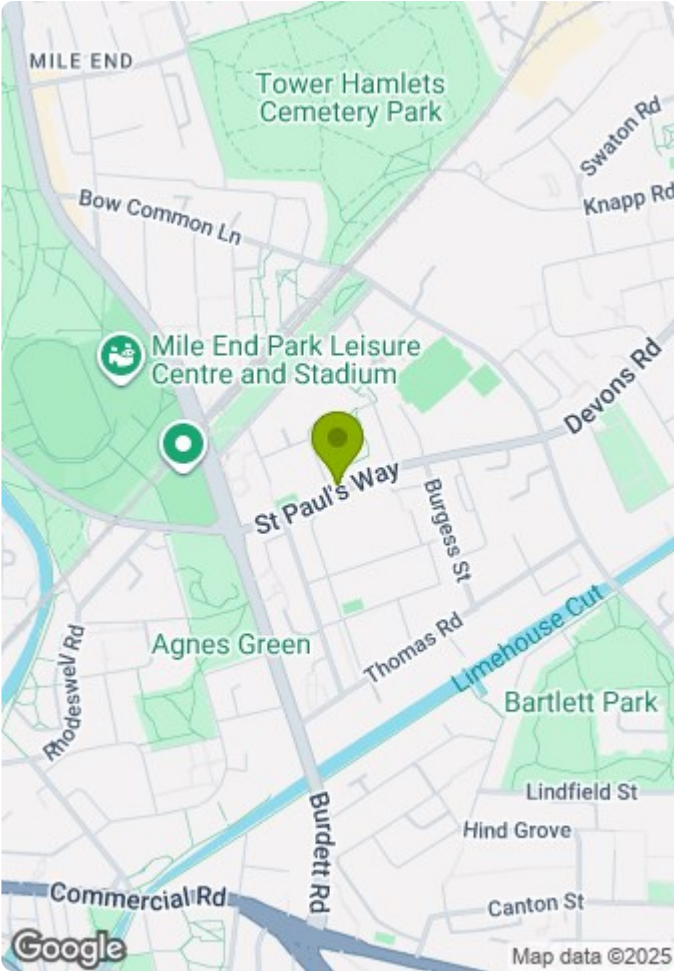 MILE END
Tower Hamlets
Cemetery Park
Swaton Rd
Knapp Rd
Bow Common Ln
Mile End Park Leisure
Centre and Stadium
Devons Rd
St Paul's Way
Burgess St
Rhodeswell Rd
Agnes Green
Thomas Rd
Limehouse Cut
Bartlett Park
Lindfield St
Hind Grove
Burdett Rd
Commercial Rd
Canton St
Google
Map data ©2025